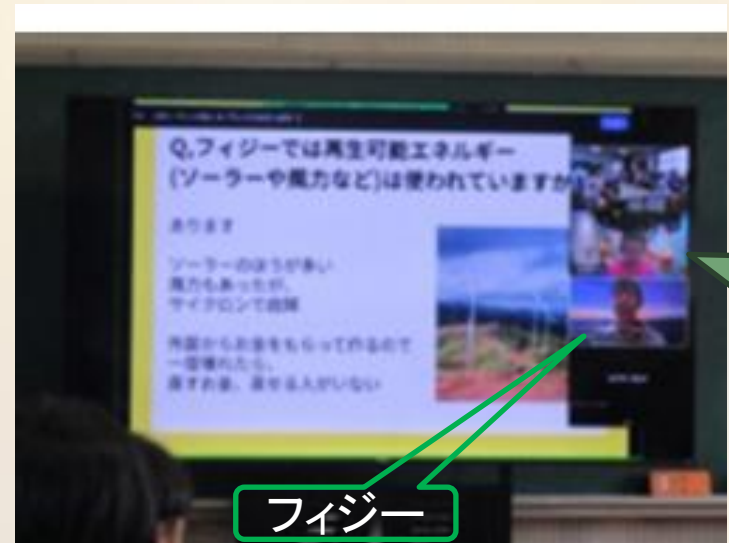 Q,フィジーでは再生可能エネルギー
(ソーラーや風力など)は使われていますか
あります
ソーラーのほうが多い
風力もあったが、
サイクロンで故障
外国からお金をもらって作るので
一度壊れたら、
直すお金、直せる人がいない
フィジー